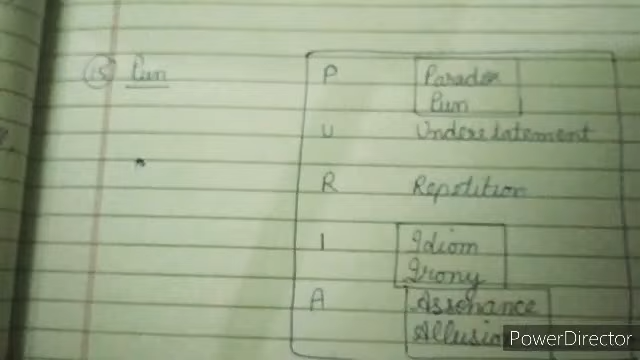 15 Pun
P Paradox
Pun
U Understatement
R Repetition
I Idiom
Irony
A Assonance
Allusion
PowerDirector